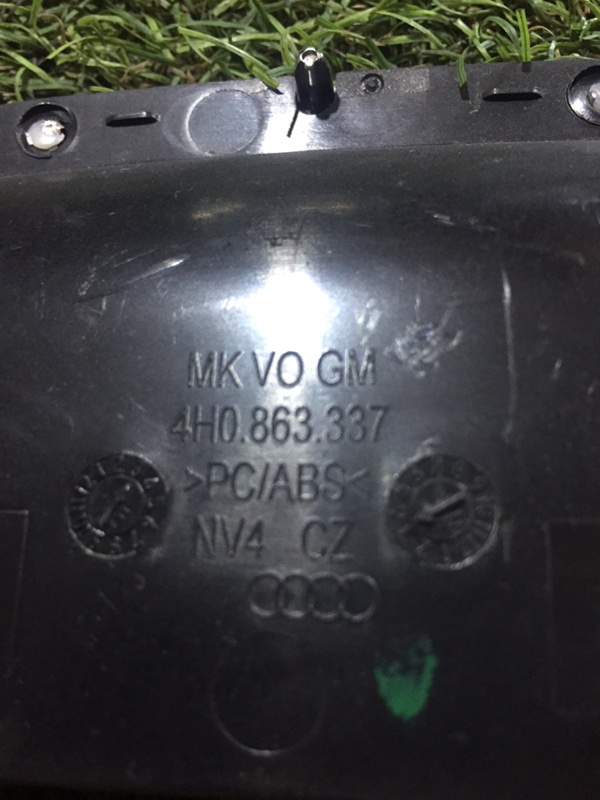 MK VO GM
4H0.863.337
>PC/ABS<
NV4 CZ